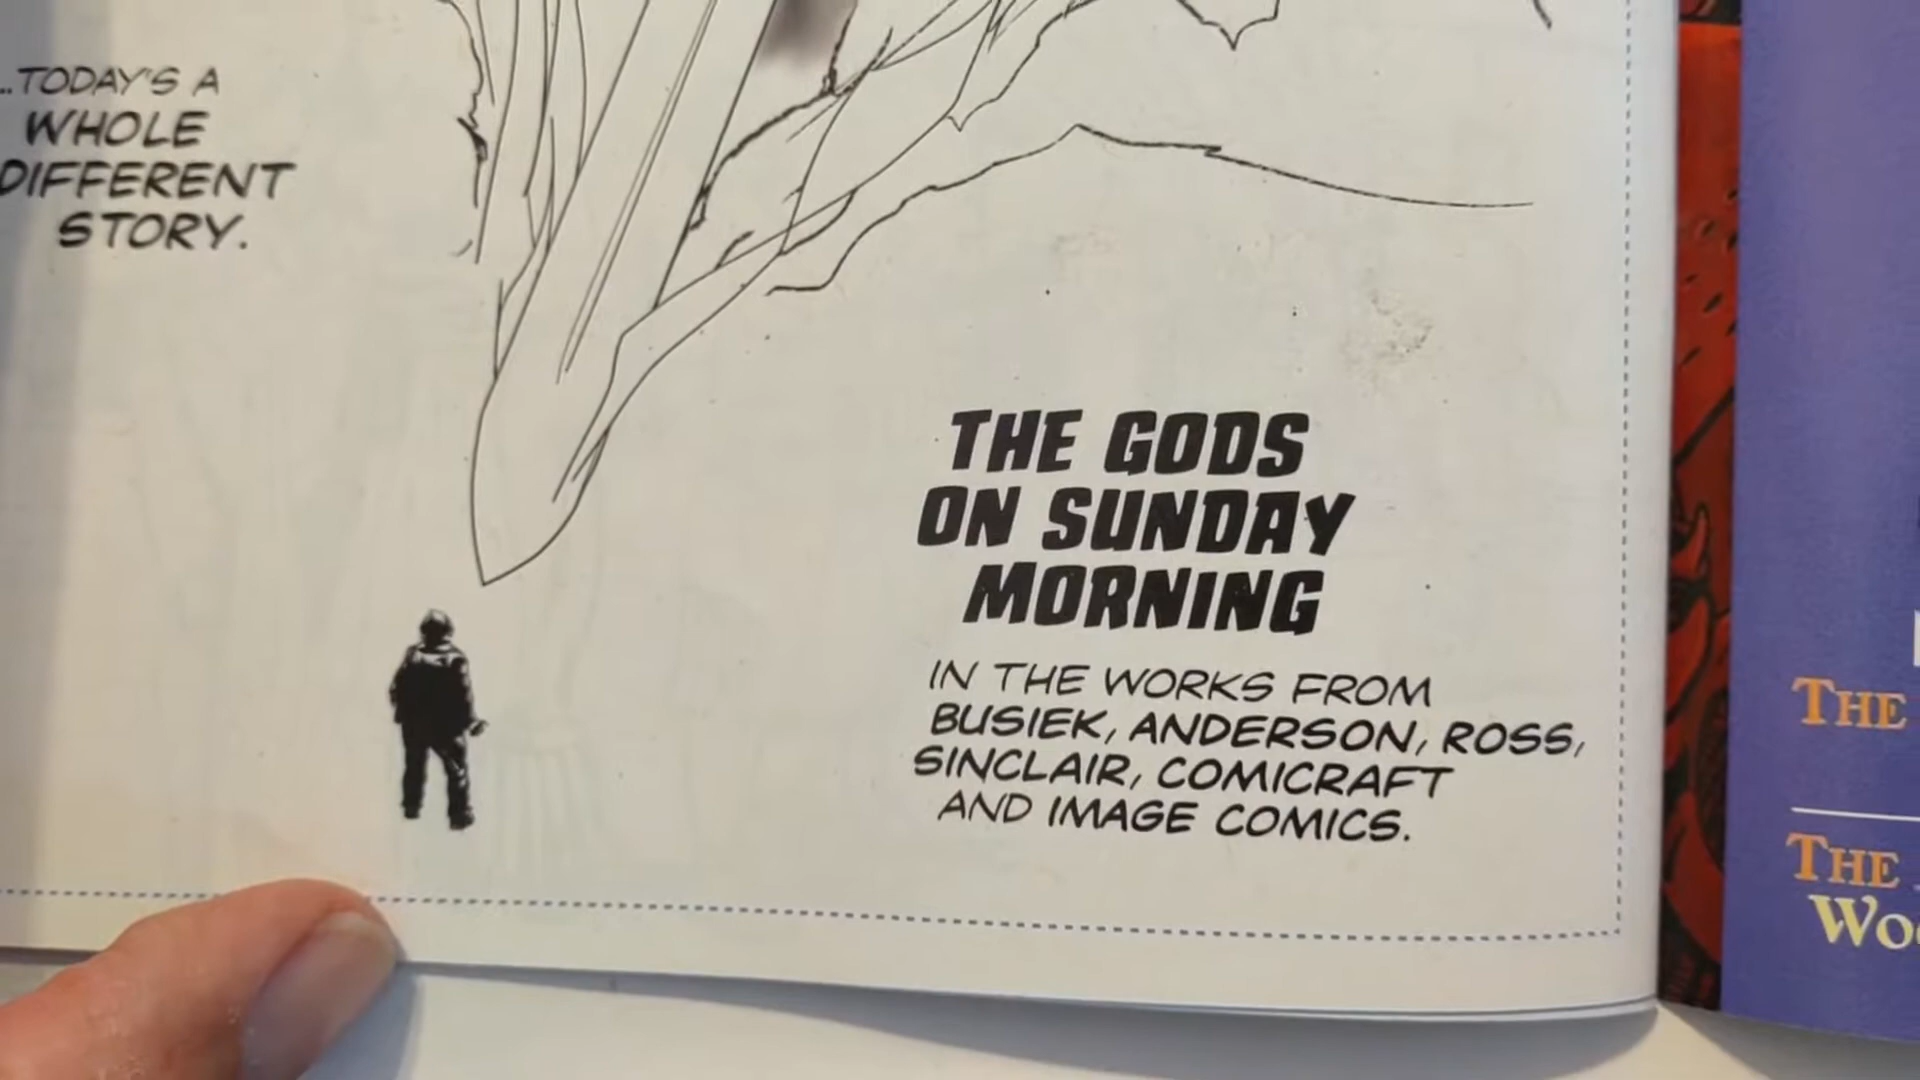 ..TODAY'S A
WHOLE
DIFFERENT
STORY.
THE GODS
ON SUNDAY
MORNING
IN THE WORKS FROM
BUSIEK, ANDERSON, ROSS,
SINCLAIR, COMICRAFT
AND IMAGE COMICS.
THE
THE